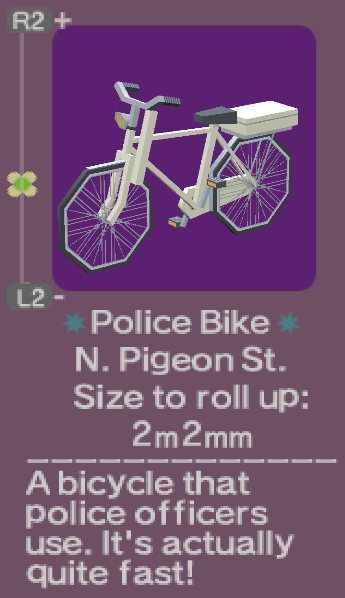 R2 +
L2 -
Police Bike
N. Pigeon St.
Size to roll up:
2m2mm
A bicycle that
police officers
use. It's actually
quite fast!